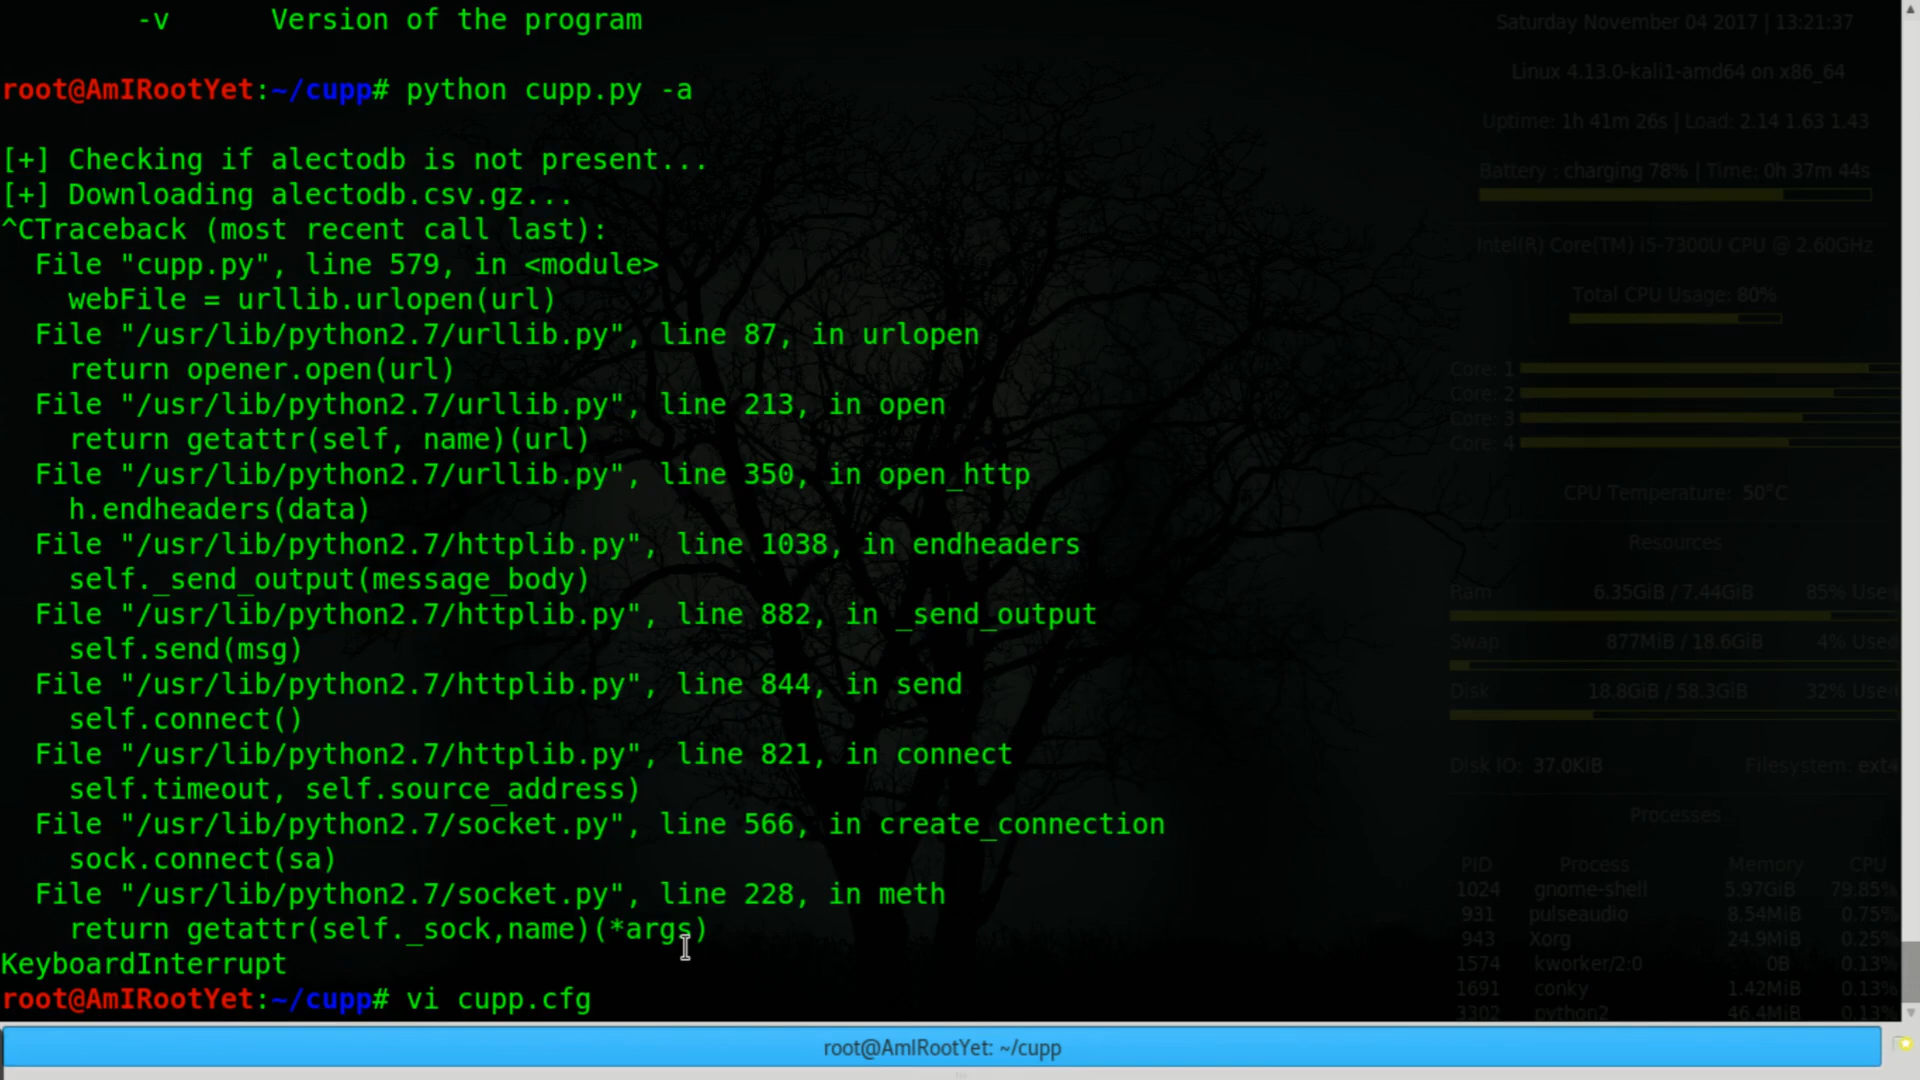 -v      Version of the program
root@AmIRootYet:~/cupp# python cupp.py -a
[+] Checking if alectodb is not present...
[+] Downloading alectodb.csv.gz...
^CTraceback (most recent call last):
  File "cupp.py", line 579, in <module>
    webFile = urllib.urlopen(url)
  File "/usr/lib/python2.7/urllib.py", line 87, in urlopen
    return opener.open(url)
  File "/usr/lib/python2.7/urllib.py", line 213, in open
    return getattr(self, name)(url)
  File "/usr/lib/python2.7/urllib.py", line 350, in open_http
    h.endheaders(data)
  File "/usr/lib/python2.7/httplib.py", line 1038, in endheaders
    self._send_output(message_body)
  File "/usr/lib/python2.7/httplib.py", line 882, in _send_output
    self.send(msg)
  File "/usr/lib/python2.7/httplib.py", line 844, in send
    self.connect()
  File "/usr/lib/python2.7/httplib.py", line 821, in connect
    self.timeout, self.source_address)
  File "/usr/lib/python2.7/socket.py", line 566, in create_connection
    sock.connect(sa)
  File "/usr/lib/python2.7/socket.py", line 228, in meth
    return getattr(self._sock,name)(*args)
KeyboardInterrupt
root@AmIRootYet:~/cupp# vi cupp.cfg
Saturday November 04 2017 | 13:21:37
Linux 4.13.0-kali1-amd64 on x86_64
Uptime: 1h 41m 26s | Load: 2.14 1.63 1.43
Battery : charging 78% | Time: 0h 37m 44s
Intel(R) Core(TM) i5-7300U CPU @ 2.60GHz
Total CPU Usage: 80%
Core: 1
Core: 2
Core: 3
Core: 4
CPU Temperature: 50°C
Resources
Ram 6.35GiB / 7.44GiB 85% Use
Swap 877MiB / 18.6GiB 4% Used
Disk 18.8GiB / 58.3GiB 32% Use
Disk IO: 37.0KiB Filesystem: ext4
Processes
PID Process Memory CPU
1024 gnome-shell 5.97GiB 79.85%
931 pulseaudio 8.54MiB 0.75%
943 Xorg 24.9MiB 0.25%
1574 kworker/2:0 0B 0.13%
1691 conky 1.42MiB 0.13%
3302 python2 46.4MiB 0.13%
root@AmIRootYet: ~/cupp